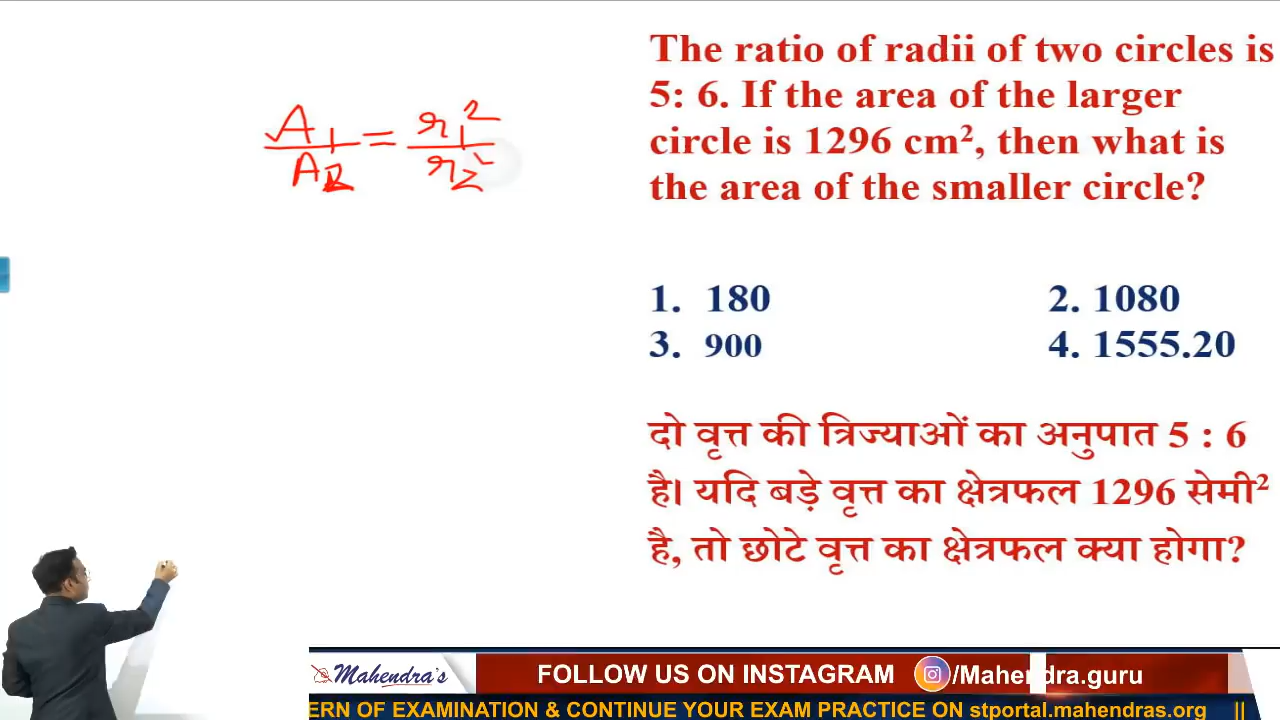 The ratio of radii of two circles is
5: 6. If the area of the larger
circle is 1296 cm², then what is
the area of the smaller circle?
A₁/A₂ = r₁²/r₂²
1. 180 2. 1080
3. 900 4. 1555.20
दो वृत्त की त्रिज्याओं का अनुपात 5 : 6
है। यदि बड़े वृत्त का क्षेत्रफल 1296 सेमी²
है, तो छोटे वृत्त का क्षेत्रफल क्या होगा?
Mahendra's FOLLOW US ON INSTAGRAM /Mahendra.guru
ERN OF EXAMINATION & CONTINUE YOUR EXAM PRACTICE ON stportal.mahendras.org ||